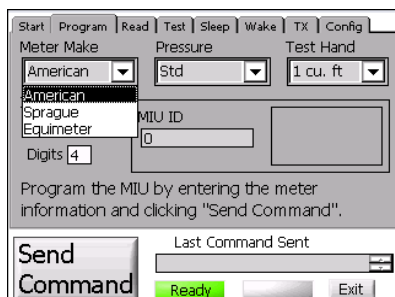 Start Program Read Test Sleep Wake TX Config
Meter Make Pressure Test Hand
American Std 1 cu. ft
American
Sprague
Equimeter
MIU ID
0
Digits 4
Program the MIU by entering the meter
information and clicking "Send Command".
Send
Command
Last Command Sent
Ready Exit